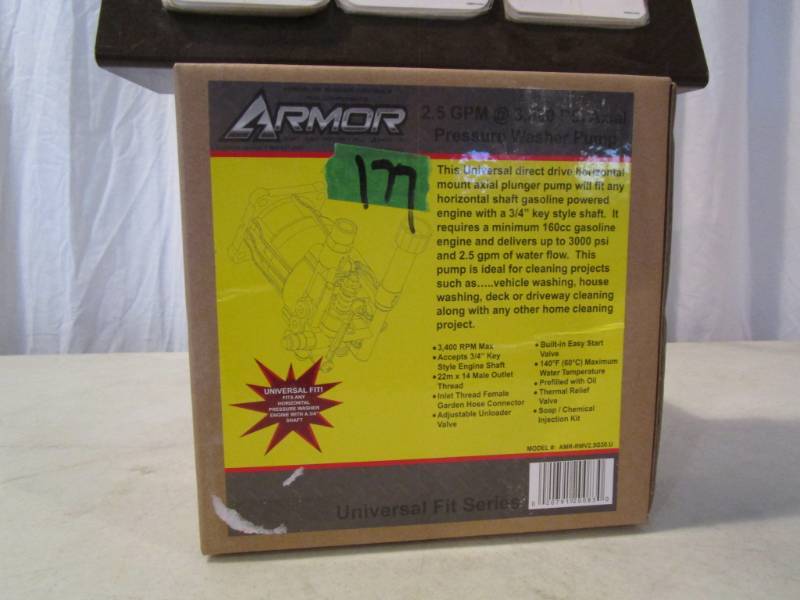 ARMOR
2.5 GPM @ Axial
Pressure Washer Pump
177
This Universal direct drive horizontal
mount axial plunger pump will fit any
horizontal shaft gasoline powered
engine with a 3/4" key style shaft. It
requires a minimum 160cc gasoline
engine and delivers up to 3000 psi
and 2.5 gpm of water flow. This
pump is ideal for cleaning projects
such as.....vehicle washing, house
washing, deck or driveway cleaning
along with any other home cleaning
project.
• 3,400 RPM Max
• Accepts 3/4" Key
Style Engine Shaft
• 22m x 14 Male Outlet
Thread
• Inlet Thread Female
Garden Hose Connector
• Adjustable Unloader
Valve
• Built-in Easy Start
Valve
• 140°F (60°C) Maximum
Water Tamperature
• Prefilled with Oil
• Thermal Relief
Valve
• Soap / Chemical
Injection Kit
UNIVERSAL FIT!
FITS ANY
HORIZONTAL
PRESSURE WASHER
ENGINE WITH A 3/4"
SHAFT
MODEL #:
Universal Fit Series